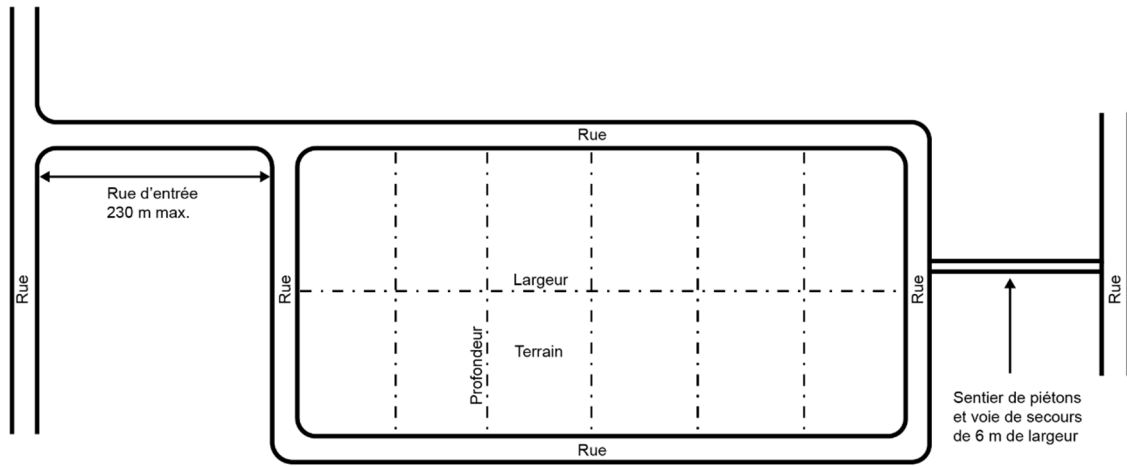 Rue
Rue d'entrée
230 m max.
Rue
Rue
Largeur
Profondeur
Terrain
Rue
Rue
Rue
Sentier de piétons
et voie de secours
de 6 m de largeur
Rue